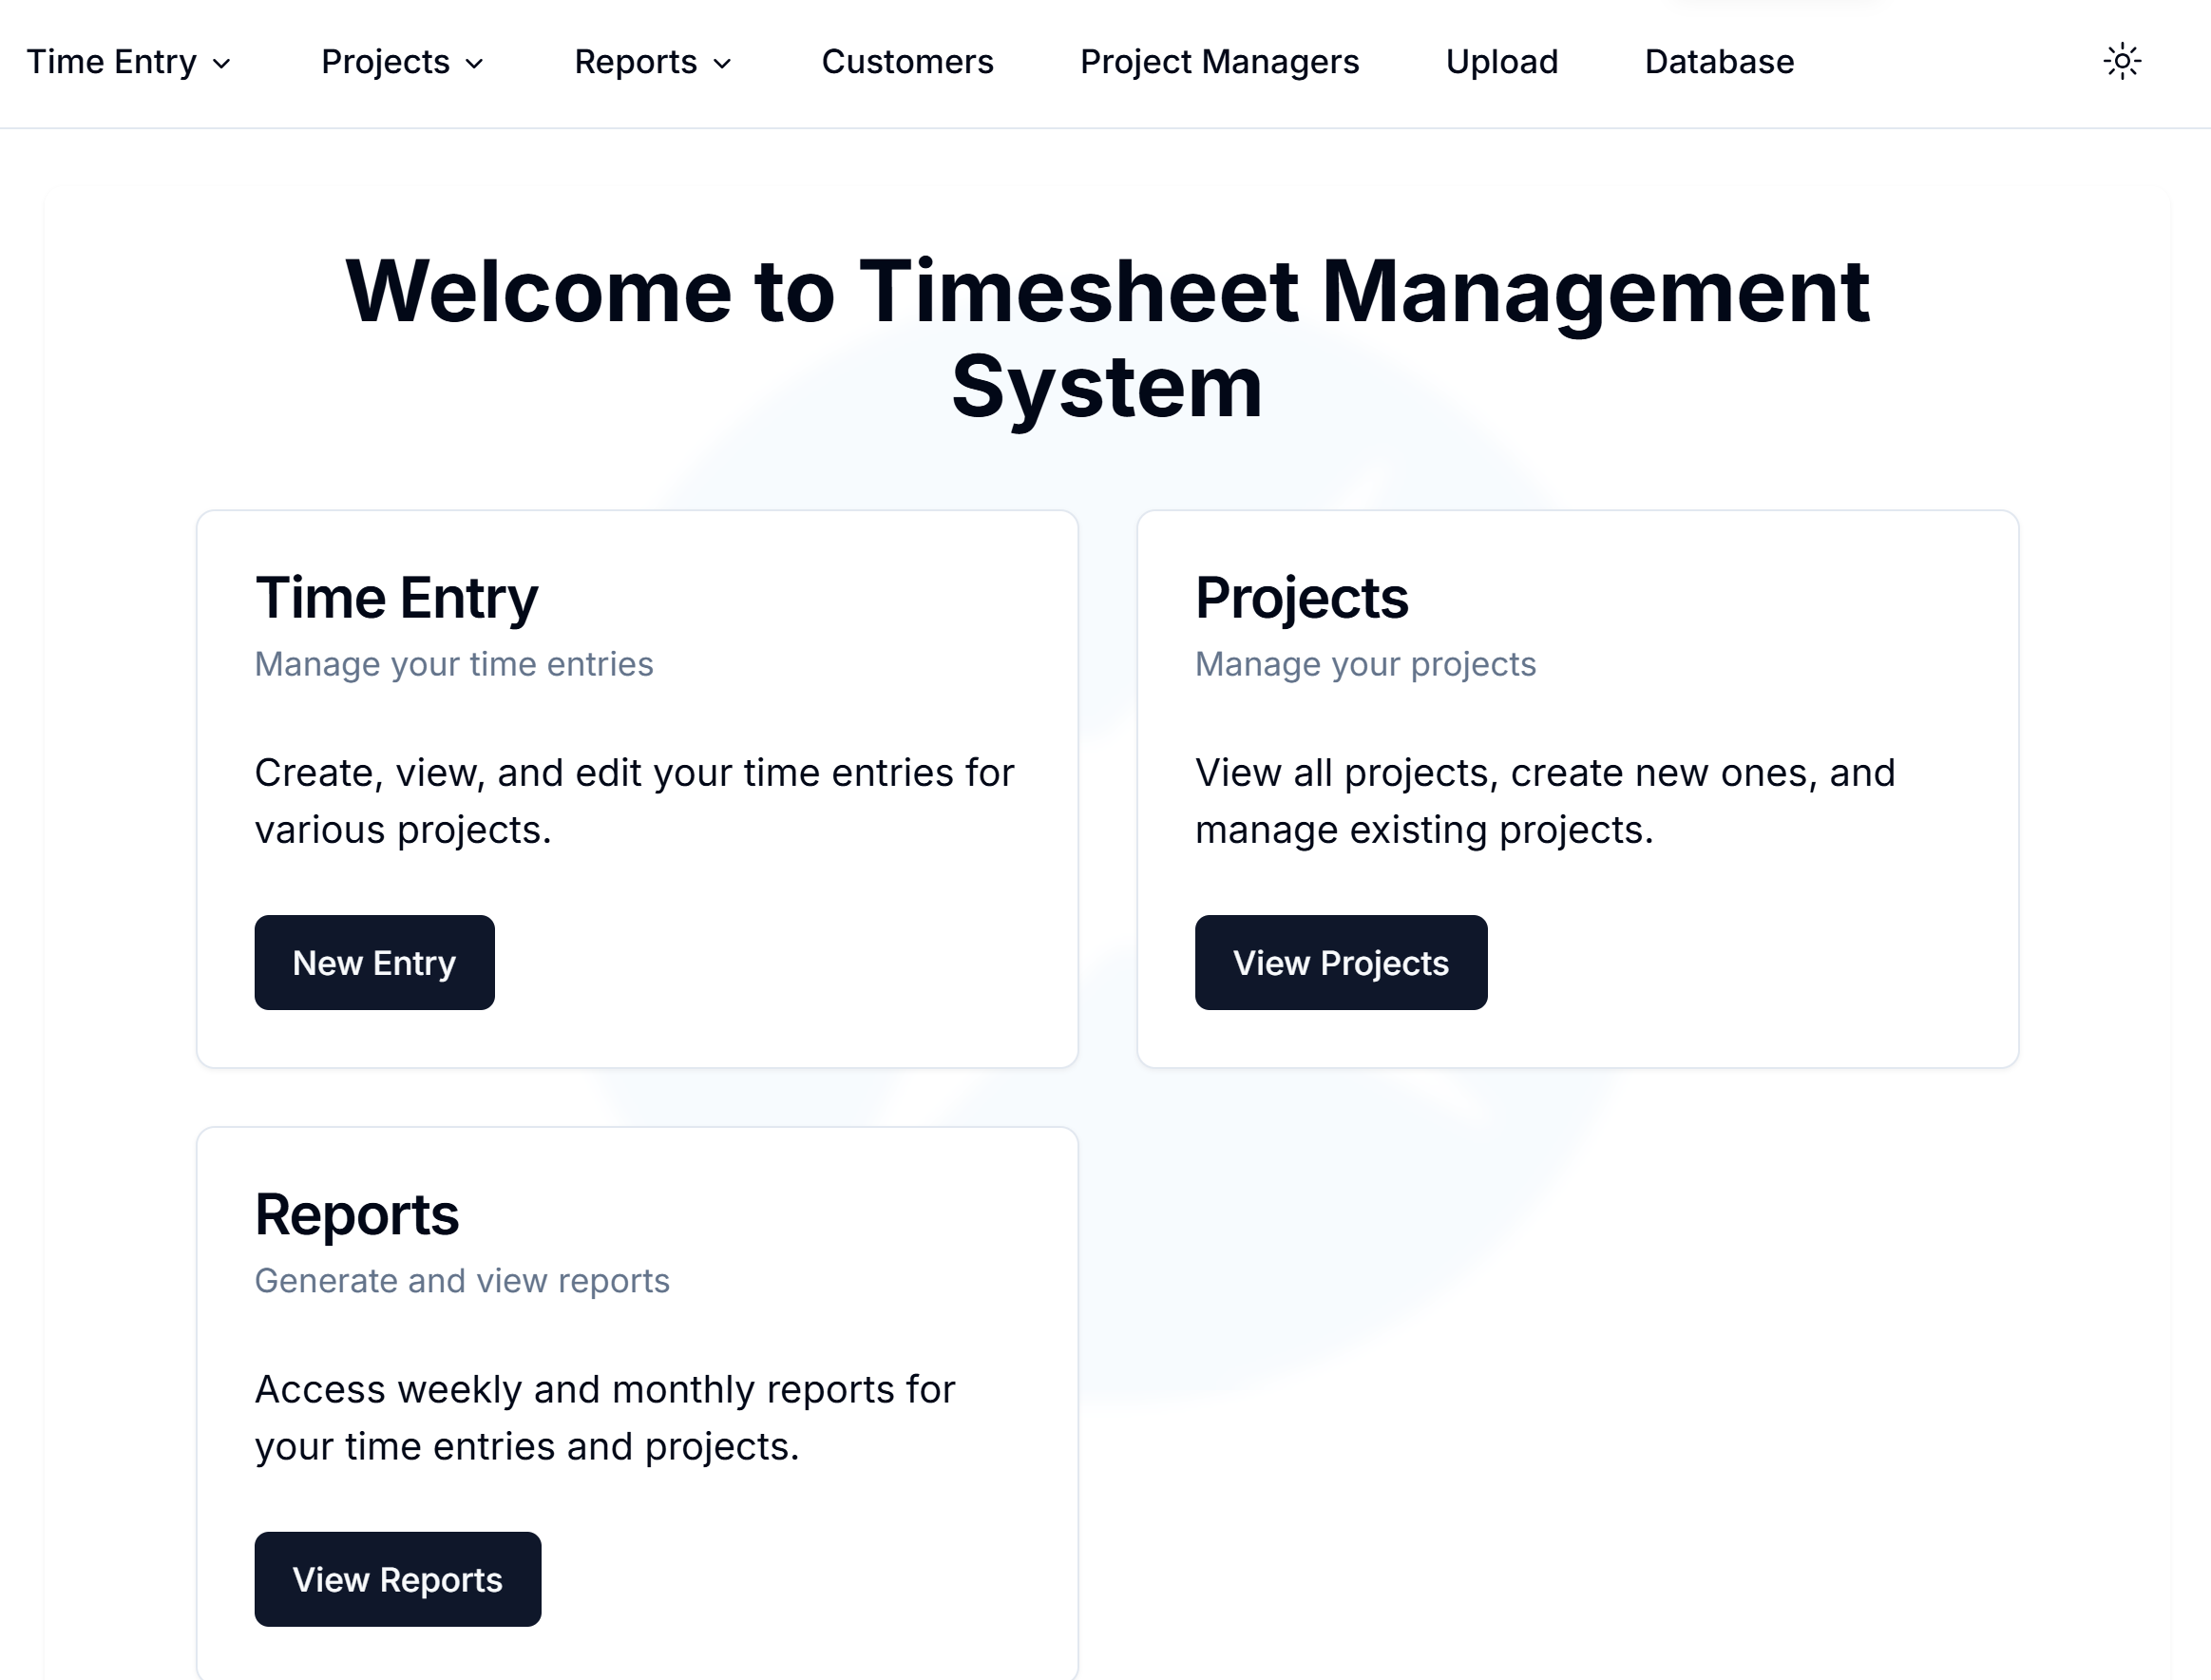 Time Entry Projects Reports Customers Project Managers Upload Database
Welcome to Timesheet Management
System
Time Entry
Manage your time entries
Create, view, and edit your time entries for
various projects.
New Entry
Projects
Manage your projects
View all projects, create new ones, and
manage existing projects.
View Projects
Reports
Generate and view reports
Access weekly and monthly reports for
your time entries and projects.
View Reports